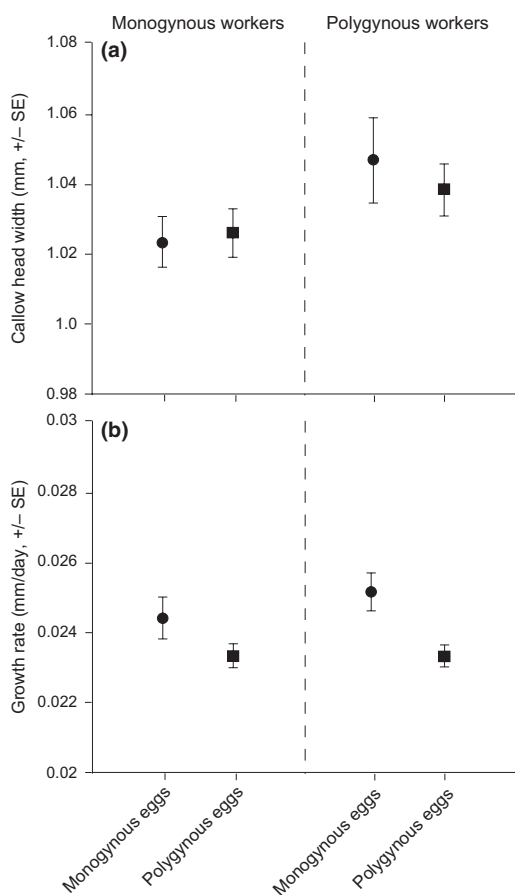 Monogynous workers Polygynous workers
(a)
Callow head width (mm, +/– SE)
1.08
1.06
1.04
1.02
1.0
0.98
(b)
Growth rate (mm/day, +/– SE)
0.03
0.028
0.026
0.024
0.022
0.02
Monogynous eggs
Polygynous eggs
Monogynous eggs
Polygynous eggs